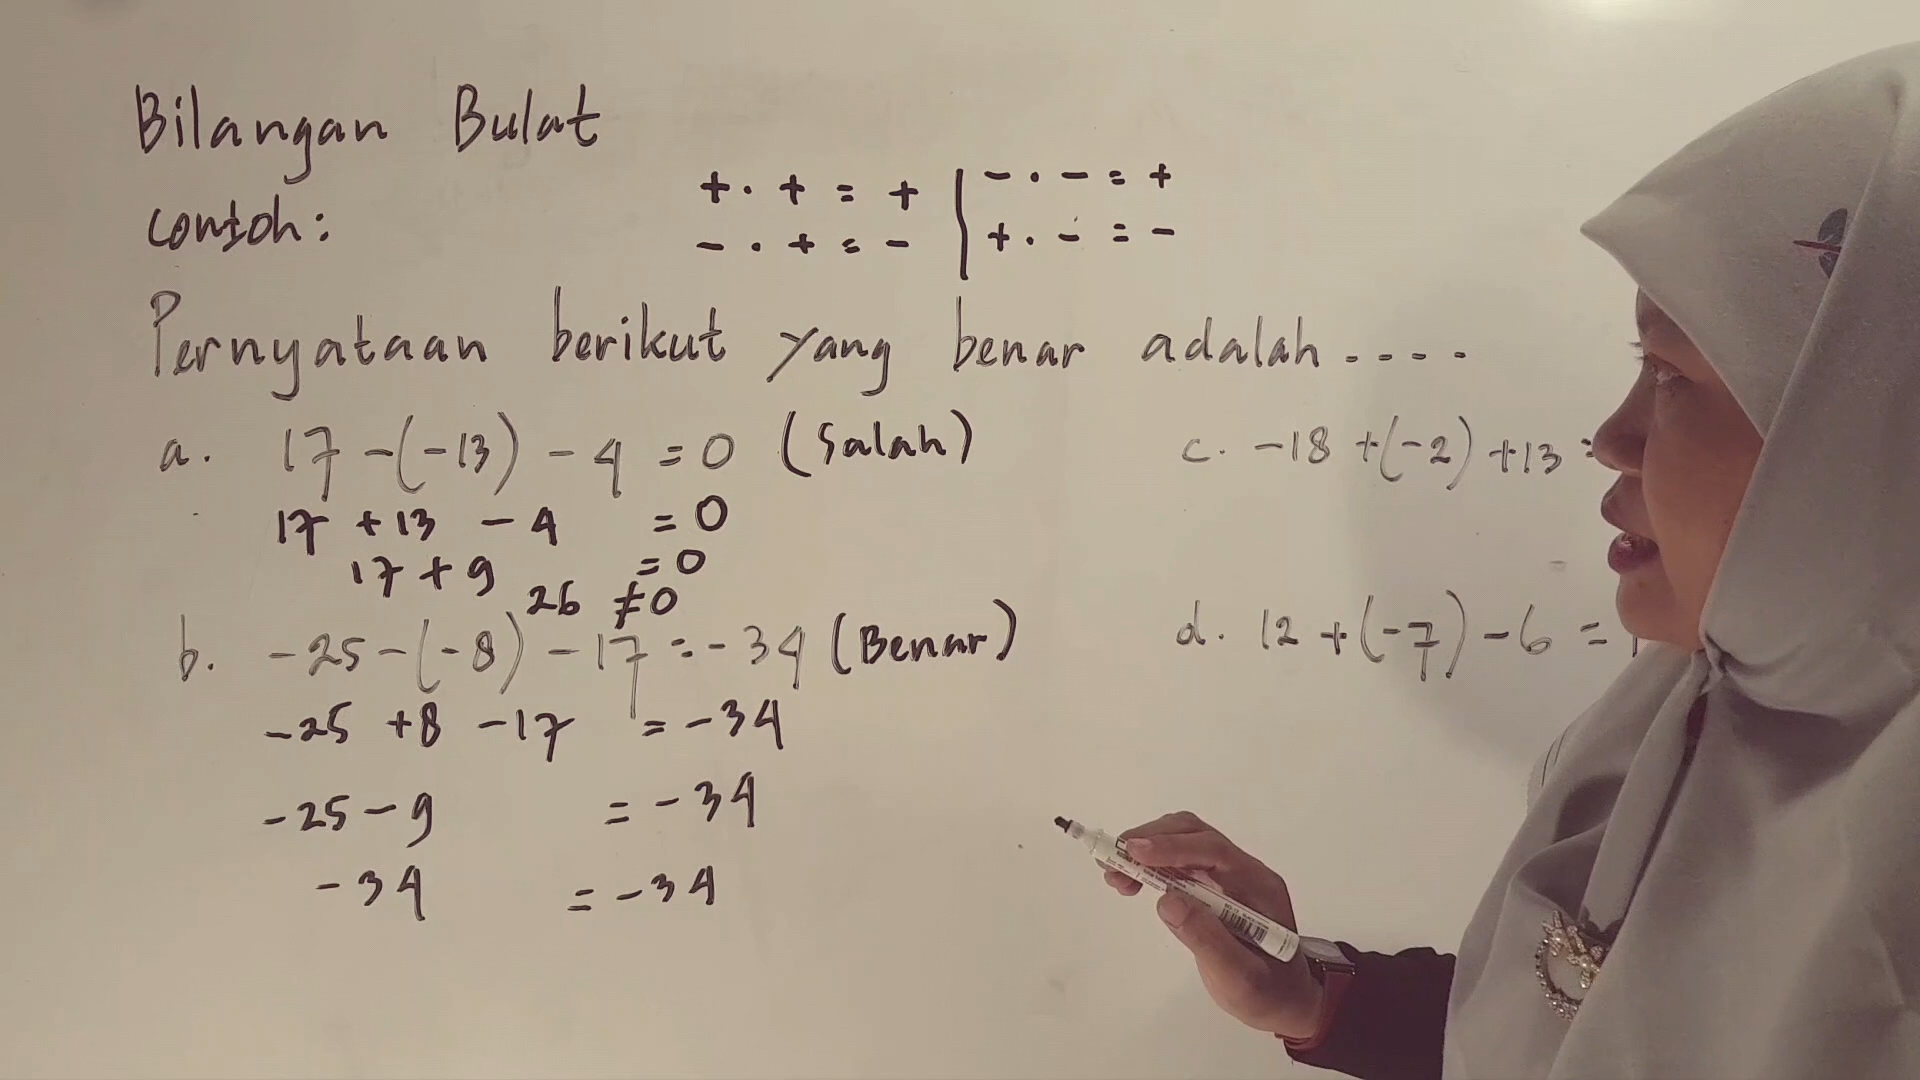 Bilangan Bulat
Contoh:
+ . + = + | - . - = +
- . + = - | + . - = -
Pernyataan berikut yang benar adalah ....
a. 17 - (-13) - 4 = 0 (Salah)
17 + 13 - 4 = 0
17 + 9 = 0
26 ≠ 0
b. -25 - (-8) - 17 = -34 (Benar)
-25 + 8 - 17 = -34
-25 - 9 = -34
-34 = -34
c. -18 + (-2) + 13 =
d. 12 + (-7) - 6 =